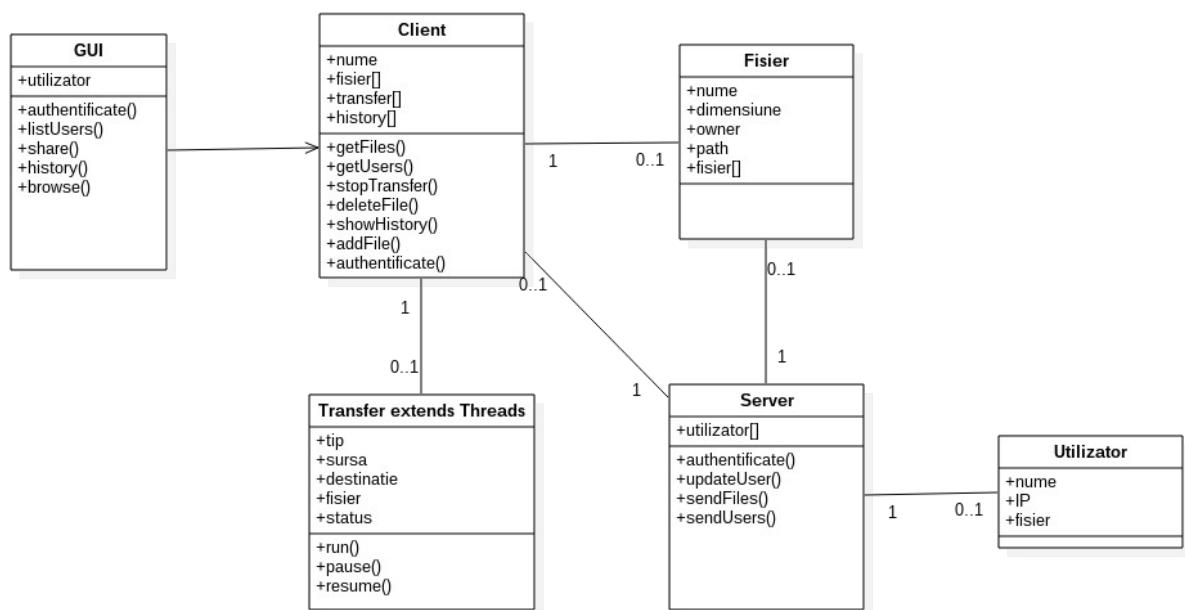 GUI
+utilizator
+authentificate()
+listUsers()
+share()
+history()
+browse()
Client
+nume
+fisier[]
+transfer[]
+history[]
+getFiles()
+getUsers()
+stopTransfer()
+deleteFile()
+showHistory()
+addFile()
+authentificate()
1
0..1
Fisier
+nume
+dimensiune
+owner
+path
+fisier[]
0..1
1
0..1
1
1
0..1
Transfer extends Threads
+tip
+sursa
+destinatie
+fisier
+status
+run()
+pause()
+resume()
Server
+utilizator[]
+authentificate()
+updateUser()
+sendFiles()
+sendUsers()
1
0..1
Utilizator
+nume
+IP
+fisier